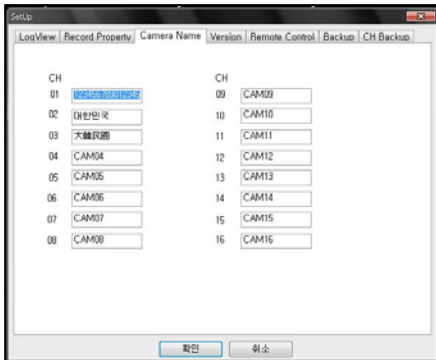 SetUp
LogView Record Property Camera Name Version Remote Control Backup CH Backup
CH CH
01 123456789012345 09 CAM09
02 대한민국 10 CAM10
03 大韓民國 11 CAM11
04 CAM04 12 CAM12
05 CAM05 13 CAM13
06 CAM06 14 CAM14
07 CAM07 15 CAM15
08 CAM08 16 CAM16
확인 취소